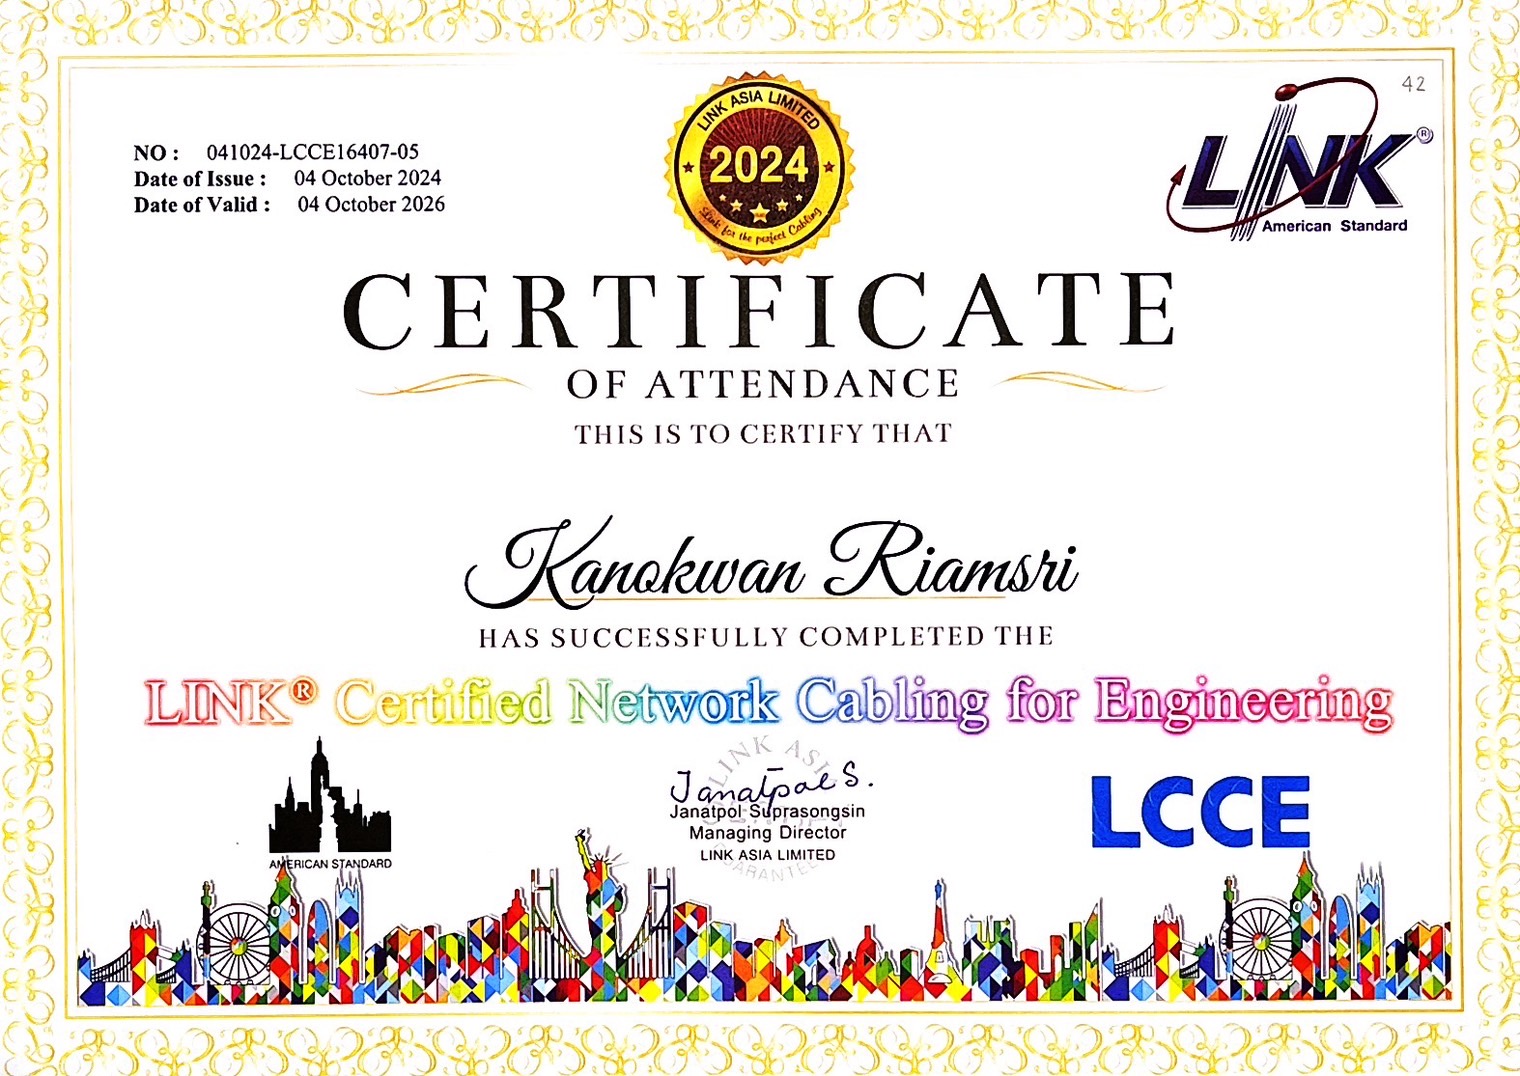 NO : 041024-LCCE16407-05
Date of Issue : 04 October 2024
Date of Valid : 04 October 2026
LINK ASIA LIMITED
2024
Link for the perfect Cabling
42
LINK®
American Standard
CERTIFICATE
OF ATTENDANCE
THIS IS TO CERTIFY THAT
Kanokwan Riamsri
HAS SUCCESSFULLY COMPLETED THE
LINK® Certified Network Cabling for Engineering
AMERICAN STANDARD
LINK ASIA
GUARANTEE
Janatpol S.
Janatpol Suprasongsin
Managing Director
LINK ASIA LIMITED
LCCE